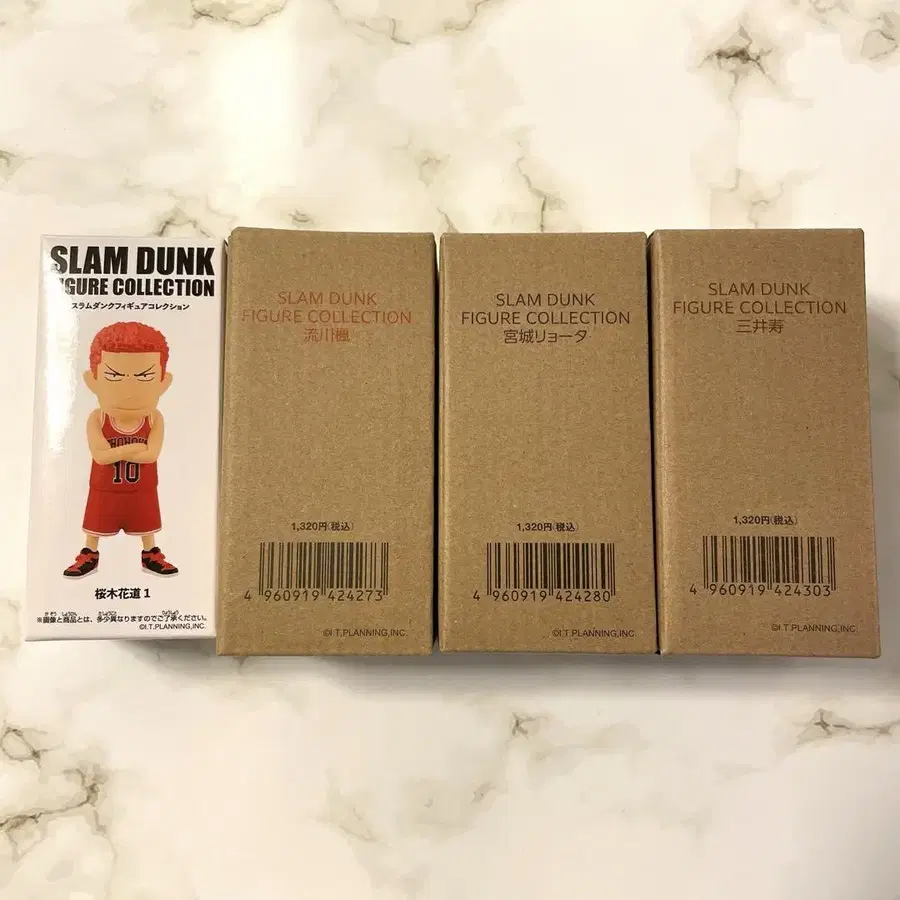 SLAM DUNK
FIGURE COLLECTION
スラムダンクフィギュアコレクション
SHOHOKU
10
桜木花道 1
※画像と商品とは、多少異なりますのでご了承ください。
©I.T.PLANNING,INC.
SLAM DUNK
FIGURE COLLECTION
流川楓
1,320円(税込)
4 960919 424273
©I.T.PLANNING,INC.
SLAM DUNK
FIGURE COLLECTION
宮城リョータ
1,320円(税込)
4 960919 424280
©I.T.PLANNING,INC.
SLAM DUNK
FIGURE COLLECTION
三井寿
1,320円(税込)
4 960919 424303
©I.T.PLANNING,INC.